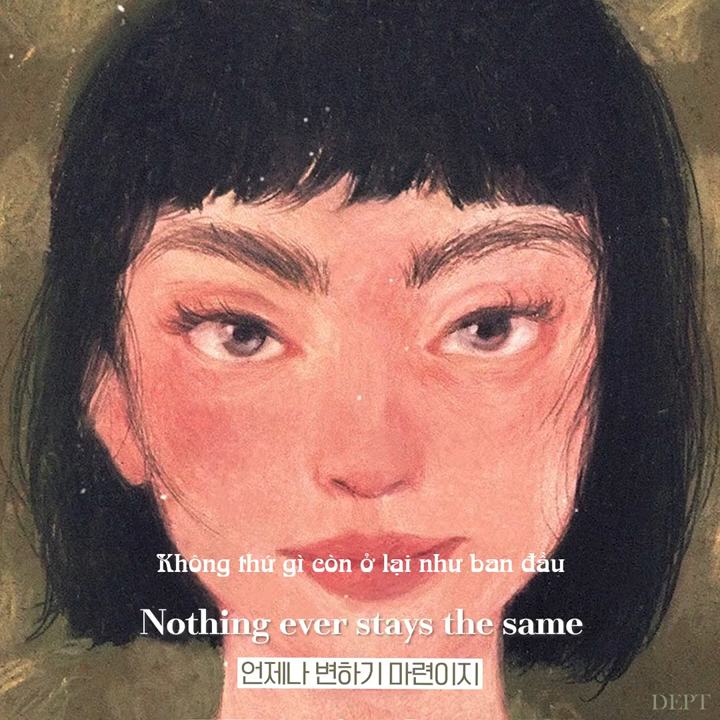 Không thứ gì còn ở lại như ban đầu
Nothing ever stays the same
언제나 변하기 마련이지
DEPT